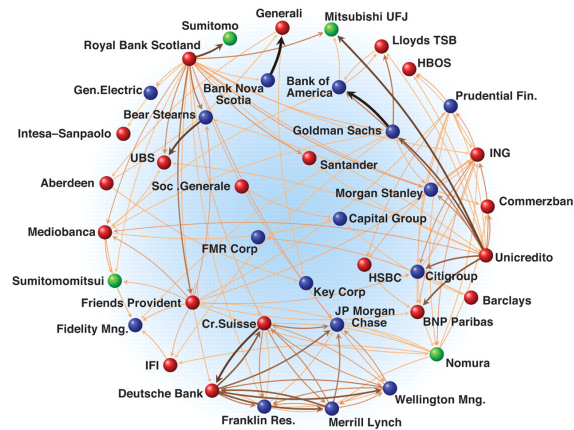 Generali
Sumitomo
Mitsubishi UFJ
Royal Bank Scotland
Lloyds TSB
HBOS
Gen.Electric
Bank Nova
Scotia
Bank of
America
Prudential Fin.
Bear Stearns
Goldman Sachs
Intesa–Sanpaolo
UBS
Santander
ING
Aberdeen
Soc .Generale
Morgan Stanley
Commerzban
Capital Group
Mediobanca
FMR Corp
Unicredito
HSBC
Citigroup
Sumitomomitsui
Key Corp
Friends Provident
Barclays
JP Morgan
Chase
BNP Paribas
Fidelity Mng.
Cr.Suisse
Nomura
IFI
Deutsche Bank
Wellington Mng.
Franklin Res.
Merrill Lynch